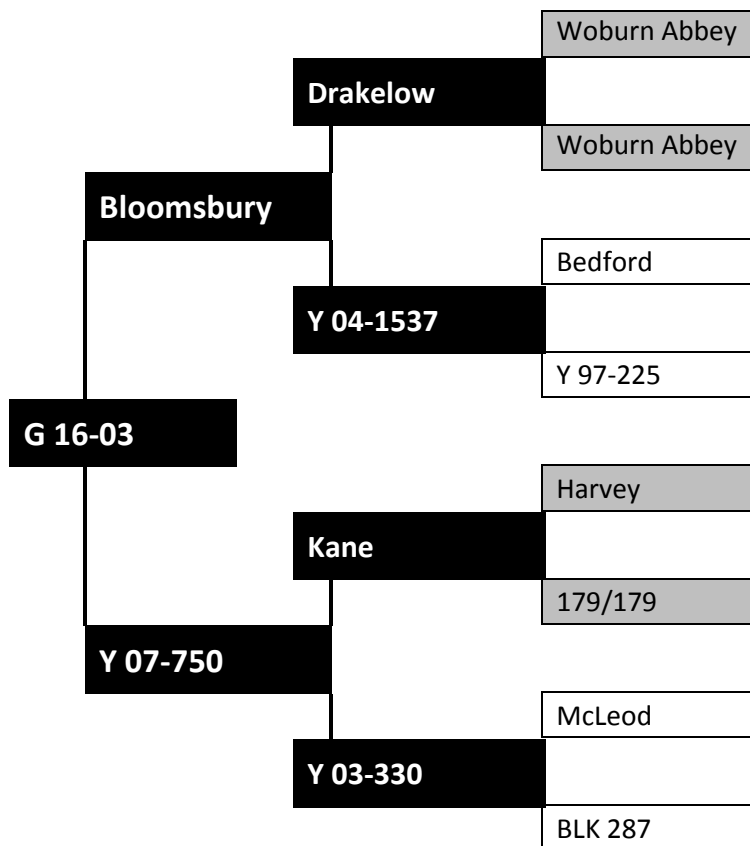 Woburn Abbey
Drakelow
Woburn Abbey
Bloomsbury
Bedford
Y 04-1537
Y 97-225
G 16-03
Harvey
Kane
179/179
Y 07-750
McLeod
Y 03-330
BLK 287